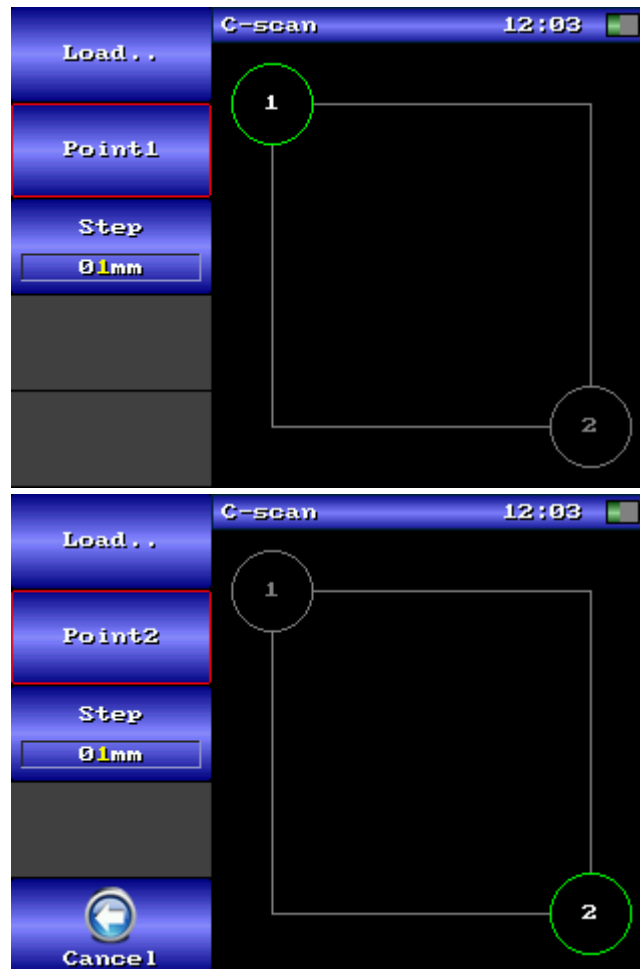 C-scan 12:03
Load..
1
Point1
Step
01mm
2
C-scan 12:03
Load..
1
Point2
Step
01mm
2
Cancel